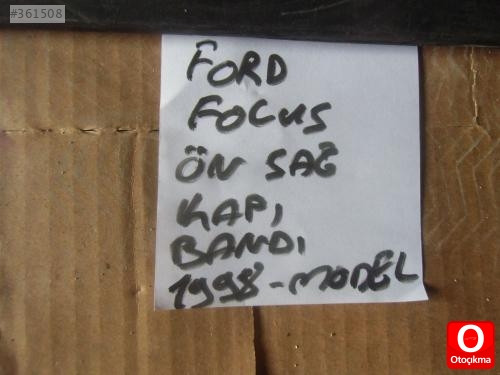 #361508
FORD
FOCUS
ÖN SAĞ
KAPI
BANDI
1998-MODEL
O
Otoçıkma